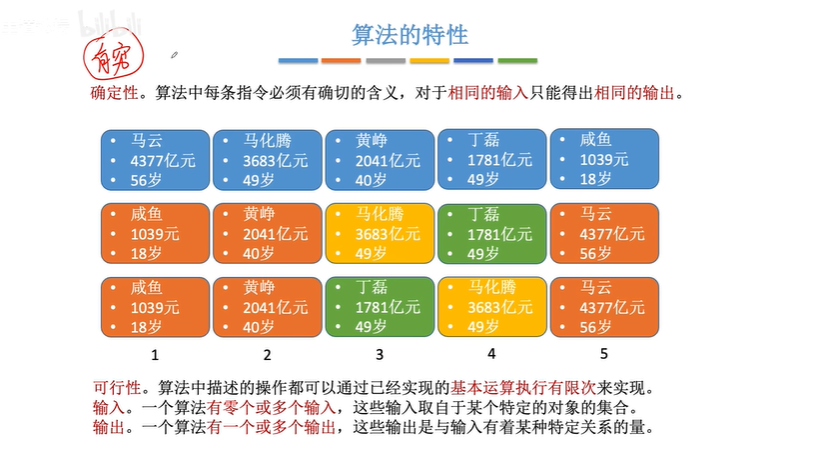 bilibili
算法的特性
有穷
确定性。算法中每条指令必须有确切的含义，对于相同的输入只能得出相同的输出。
• 马云 • 马化腾 • 黄峥 • 丁磊 • 咸鱼
• 4377亿元 • 3683亿元 • 2041亿元 • 1781亿元 • 1039元
• 56岁 • 49岁 • 40岁 • 49岁 • 18岁
• 咸鱼 • 黄峥 • 马化腾 • 丁磊 • 马云
• 1039元 • 2041亿元 • 3683亿元 • 1781亿元 • 4377亿元
• 18岁 • 40岁 • 49岁 • 49岁 • 56岁
• 咸鱼 • 黄峥 • 丁磊 • 马化腾 • 马云
• 1039元 • 2041亿元 • 1781亿元 • 3683亿元 • 4377亿元
• 18岁 • 40岁 • 49岁 • 49岁 • 56岁
1 2 3 4 5
可行性。算法中描述的操作都可以通过已经实现的基本运算执行有限次来实现。
输入。一个算法有零个或多个输入，这些输入取自于某个特定的对象的集合。
输出。一个算法有一个或多个输出，这些输出是与输入有着某种特定关系的量。